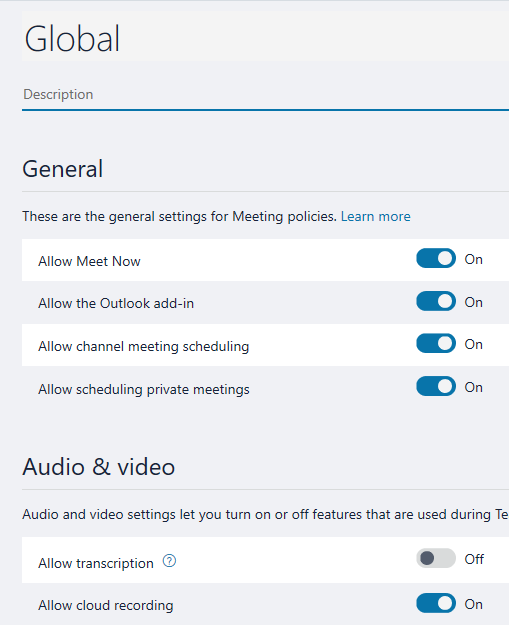 Global
Description
General
These are the general settings for Meeting policies. Learn more
Allow Meet Now On
Allow the Outlook add-in On
Allow channel meeting scheduling On
Allow scheduling private meetings On
Audio & video
Audio and video settings let you turn on or off features that are used during Te
Allow transcription ? Off
Allow cloud recording On